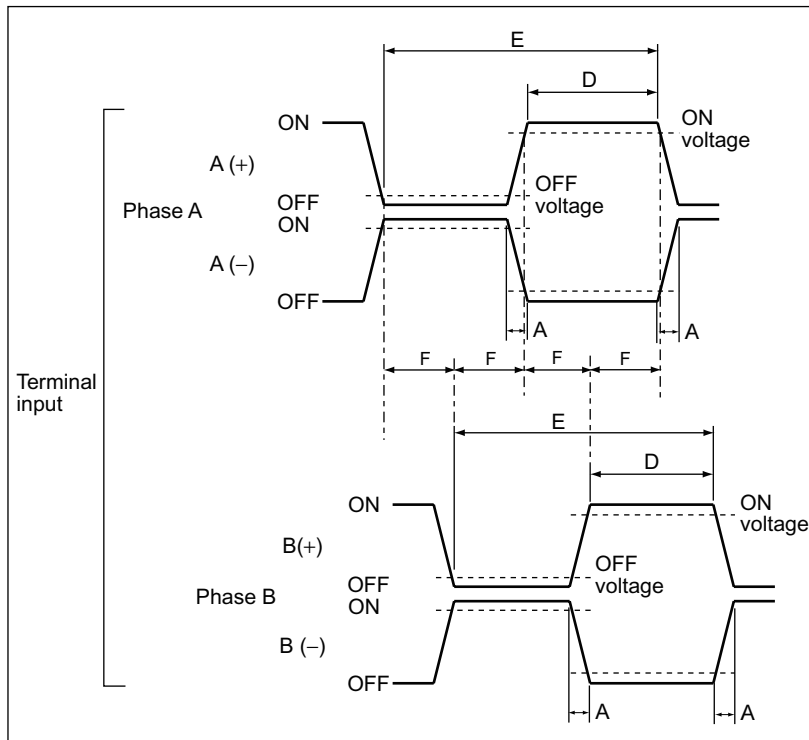 E
D
ON
ON
voltage
A (+)
OFF
OFF
voltage
Phase A
ON
A (−)
OFF
A
A
F
F
F
F
Terminal
input
E
D
ON
ON
voltage
B(+)
OFF
OFF
voltage
Phase B
ON
B (−)
OFF
A
A